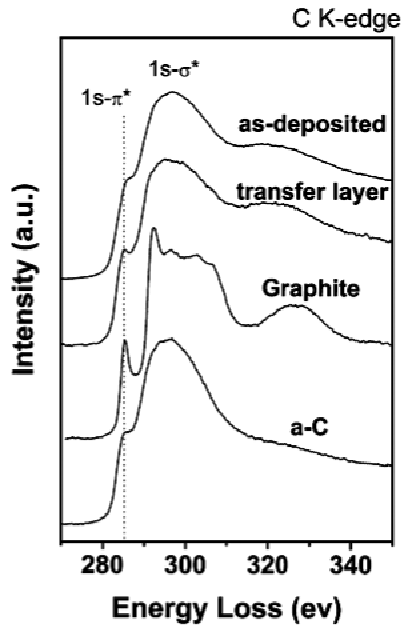 C K-edge
1s-σ*
1s-π*
as-deposited
transfer layer
Graphite
a-C
Intensity (a.u.)
280 300 320 340
Energy Loss (ev)